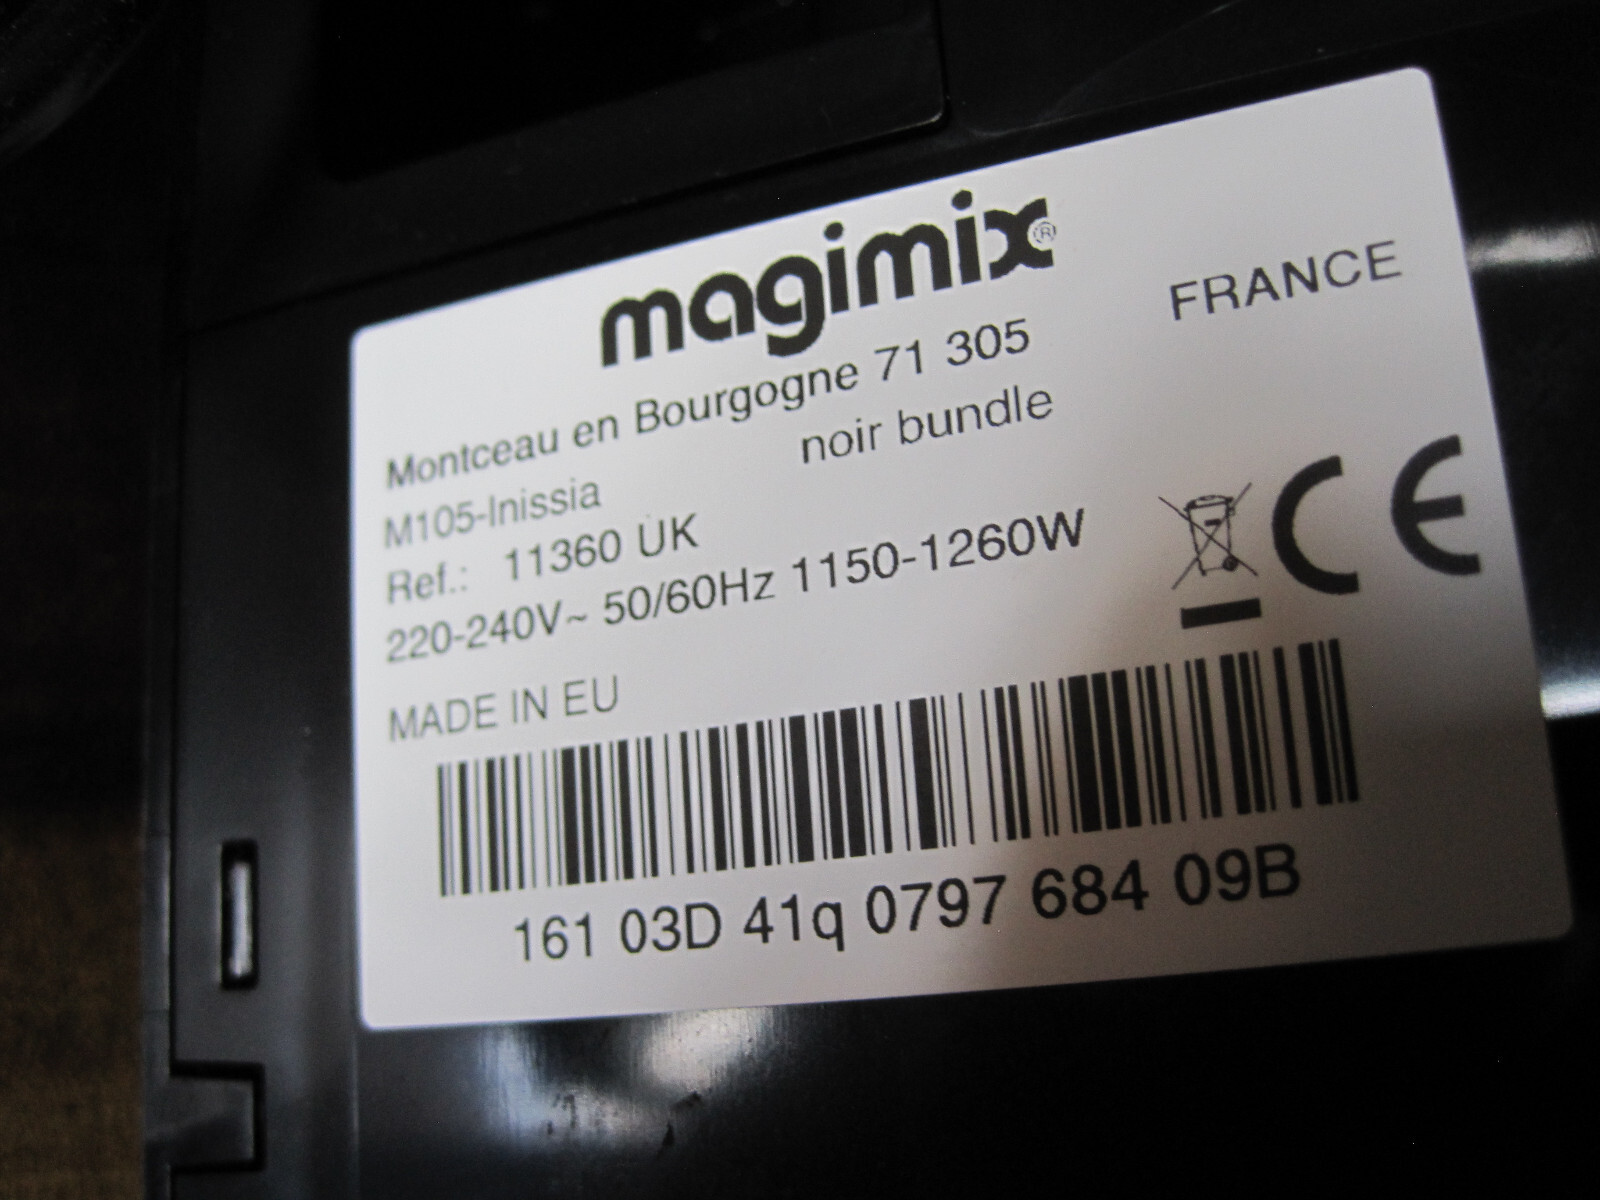 magimix®
Montceau en Bourgogne 71 305 FRANCE
M105-Inissia noir bundle
Ref.: 11360 UK
220-240V~ 50/60Hz 1150-1260W
CE
MADE IN EU
161 03D 41q 0797 684 09B